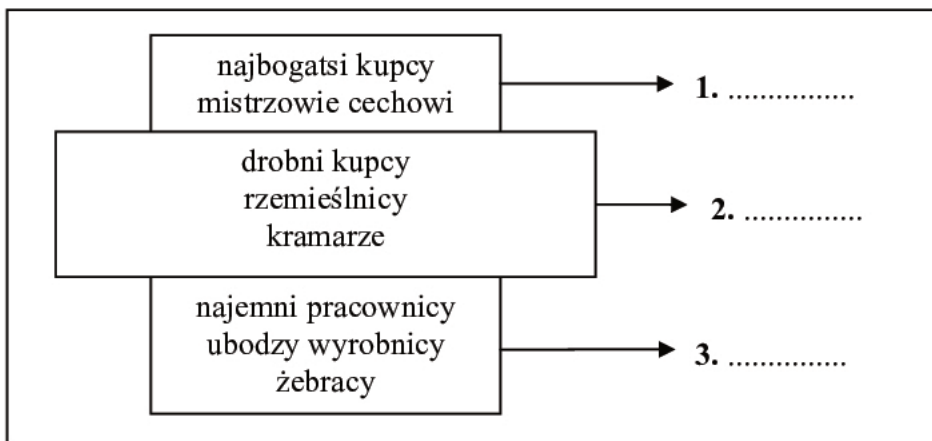 najbogatsi kupcy
mistrzowie cechowi
1. ................
drobni kupcy
rzemieślnicy
kramarze
2. ...............
najemni pracownicy
ubodzy wyrobnicy
żebracy
3. ...............